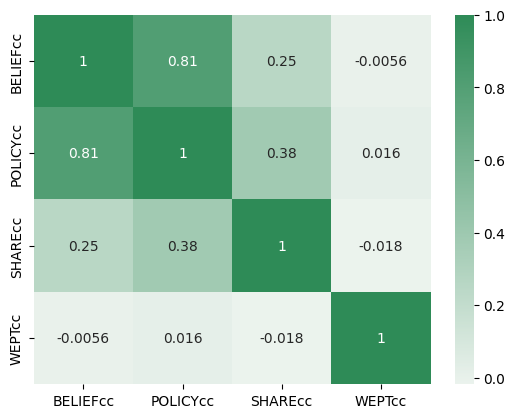 BELIEFcc 1 0.81 0.25 -0.0056
POLICYcc 0.81 1 0.38 0.016
SHAREcc 0.25 0.38 1 -0.018
WEPTcc -0.0056 0.016 -0.018 1
BELIEFcc POLICYcc SHAREcc WEPTcc
1.0
0.8
0.6
0.4
0.2
0.0